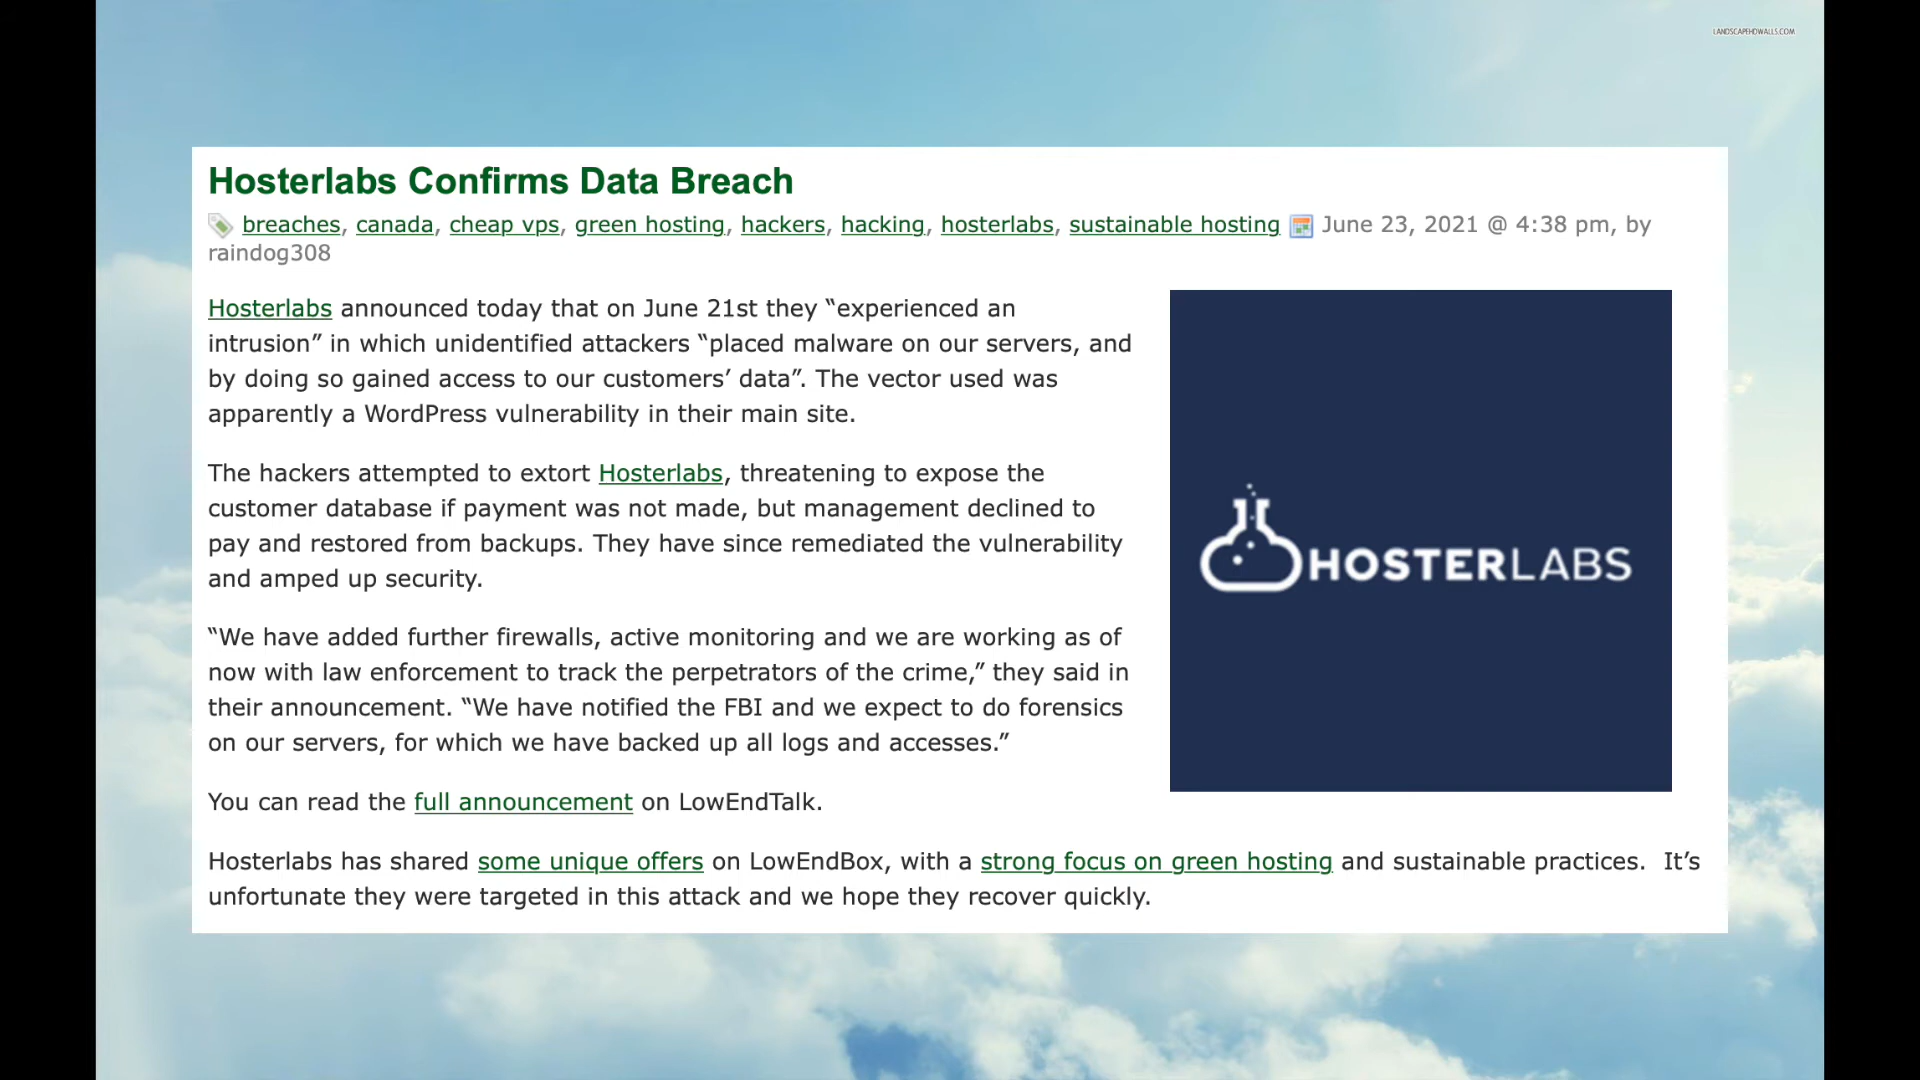 LANDSCAPEHDWALLS.COM
Hosterlabs Confirms Data Breach
breaches, canada, cheap vps, green hosting, hackers, hacking, hosterlabs, sustainable hosting June 23, 2021 @ 4:38 pm, by
raindog308
Hosterlabs announced today that on June 21st they “experienced an
intrusion” in which unidentified attackers “placed malware on our servers, and
by doing so gained access to our customers’ data”. The vector used was
apparently a WordPress vulnerability in their main site.
The hackers attempted to extort Hosterlabs, threatening to expose the
customer database if payment was not made, but management declined to
pay and restored from backups. They have since remediated the vulnerability
and amped up security.
“We have added further firewalls, active monitoring and we are working as of
now with law enforcement to track the perpetrators of the crime,” they said in
their announcement. “We have notified the FBI and we expect to do forensics
on our servers, for which we have backed up all logs and accesses.”
HOSTERLABS
You can read the full announcement on LowEndTalk.
Hosterlabs has shared some unique offers on LowEndBox, with a strong focus on green hosting and sustainable practices.  It’s
unfortunate they were targeted in this attack and we hope they recover quickly.